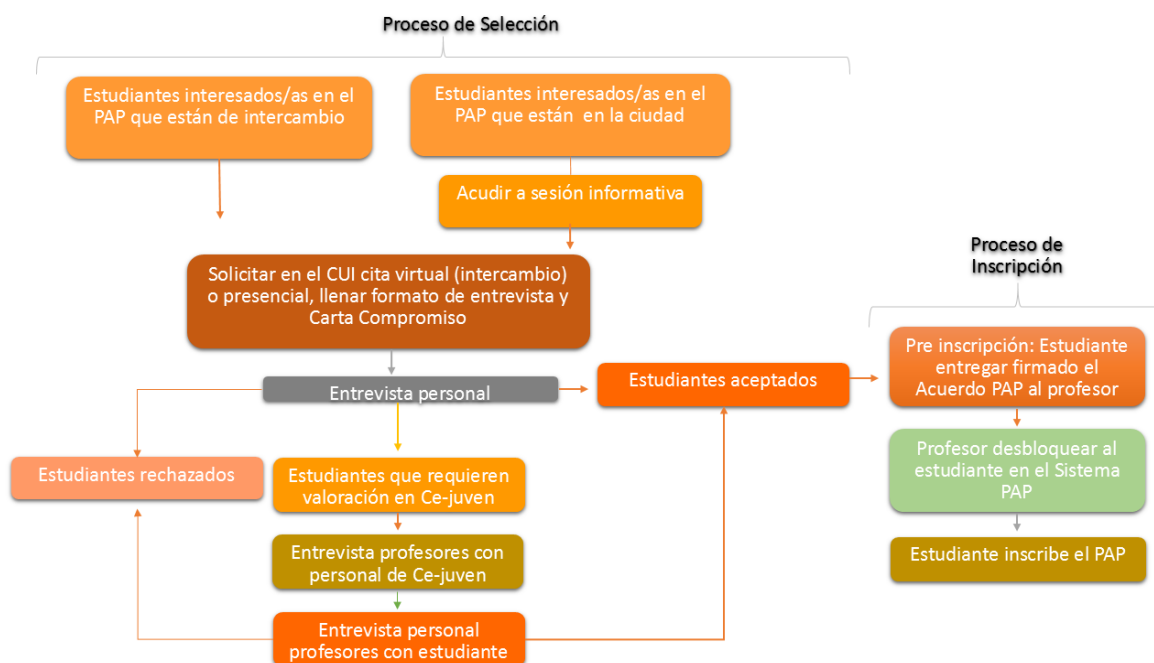 Proceso de Selección
Estudiantes interesados/as en el
PAP que están de intercambio
Estudiantes interesados/as en el
PAP que están en la ciudad
Acudir a sesión informativa
Solicitar en el CUI cita virtual (intercambio)
o presencial, llenar formato de entrevista y
Carta Compromiso
Entrevista personal
Estudiantes aceptados
Estudiantes rechazados
Estudiantes que requieren
valoración en Ce-juven
Entrevista profesores con
personal de Ce-juven
Entrevista personal
profesores con estudiante
Proceso de
Inscripción
Pre inscripción: Estudiante
entregar firmado el
Acuerdo PAP al profesor
Profesor desbloquear al
estudiante en el Sistema
PAP
Estudiante inscribe el PAP